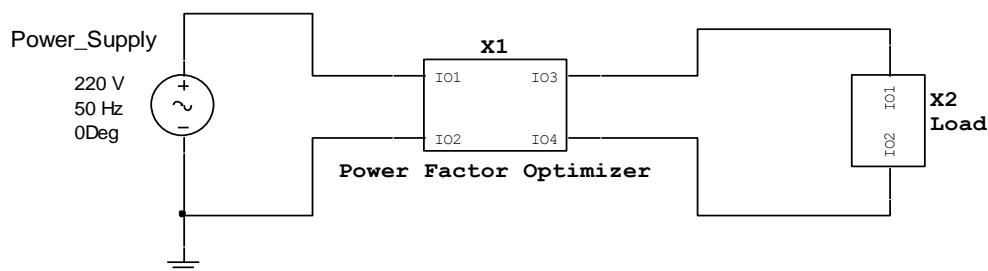 Power_Supply
220 V
50 Hz
0Deg
X1
IO1
IO3
IO2
IO4
Power Factor Optimizer
IO1
IO2
X2
Load